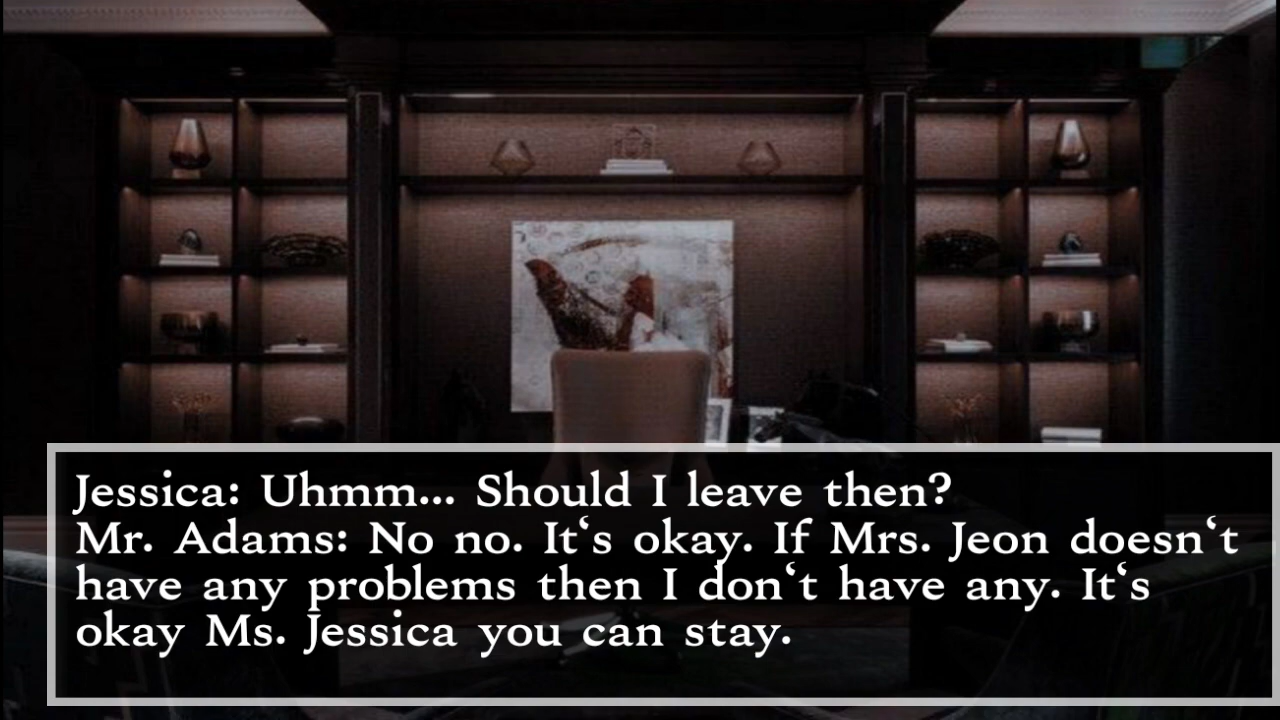 Jessica: Uhmm... Should I leave then?
Mr. Adams: No no. It‘s okay. If Mrs. Jeon doesn‘t
have any problems then I don‘t have any. It‘s
okay Ms. Jessica you can stay.